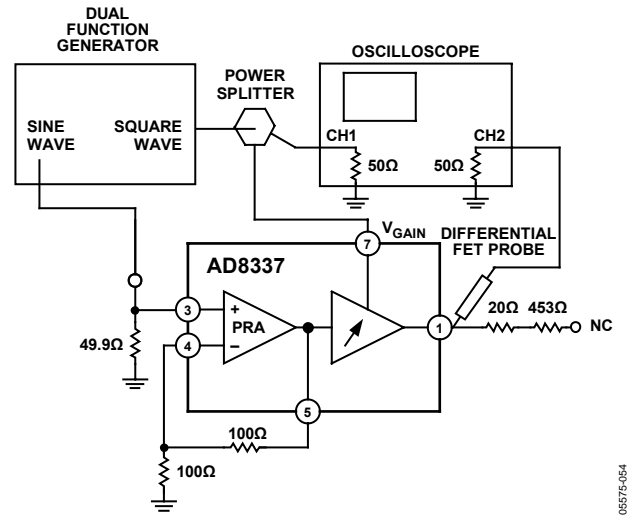 DUAL
FUNCTION
GENERATOR
OSCILLOSCOPE
POWER
SPLITTER
SINE
WAVE
SQUARE
WAVE
CH1
CH2
50Ω
50Ω
VGAIN
DIFFERENTIAL
FET PROBE
7
AD8337
20Ω
453Ω
3
+
PRA
1
NC
49.9Ω
4
–
5
100Ω
100Ω
05575-054